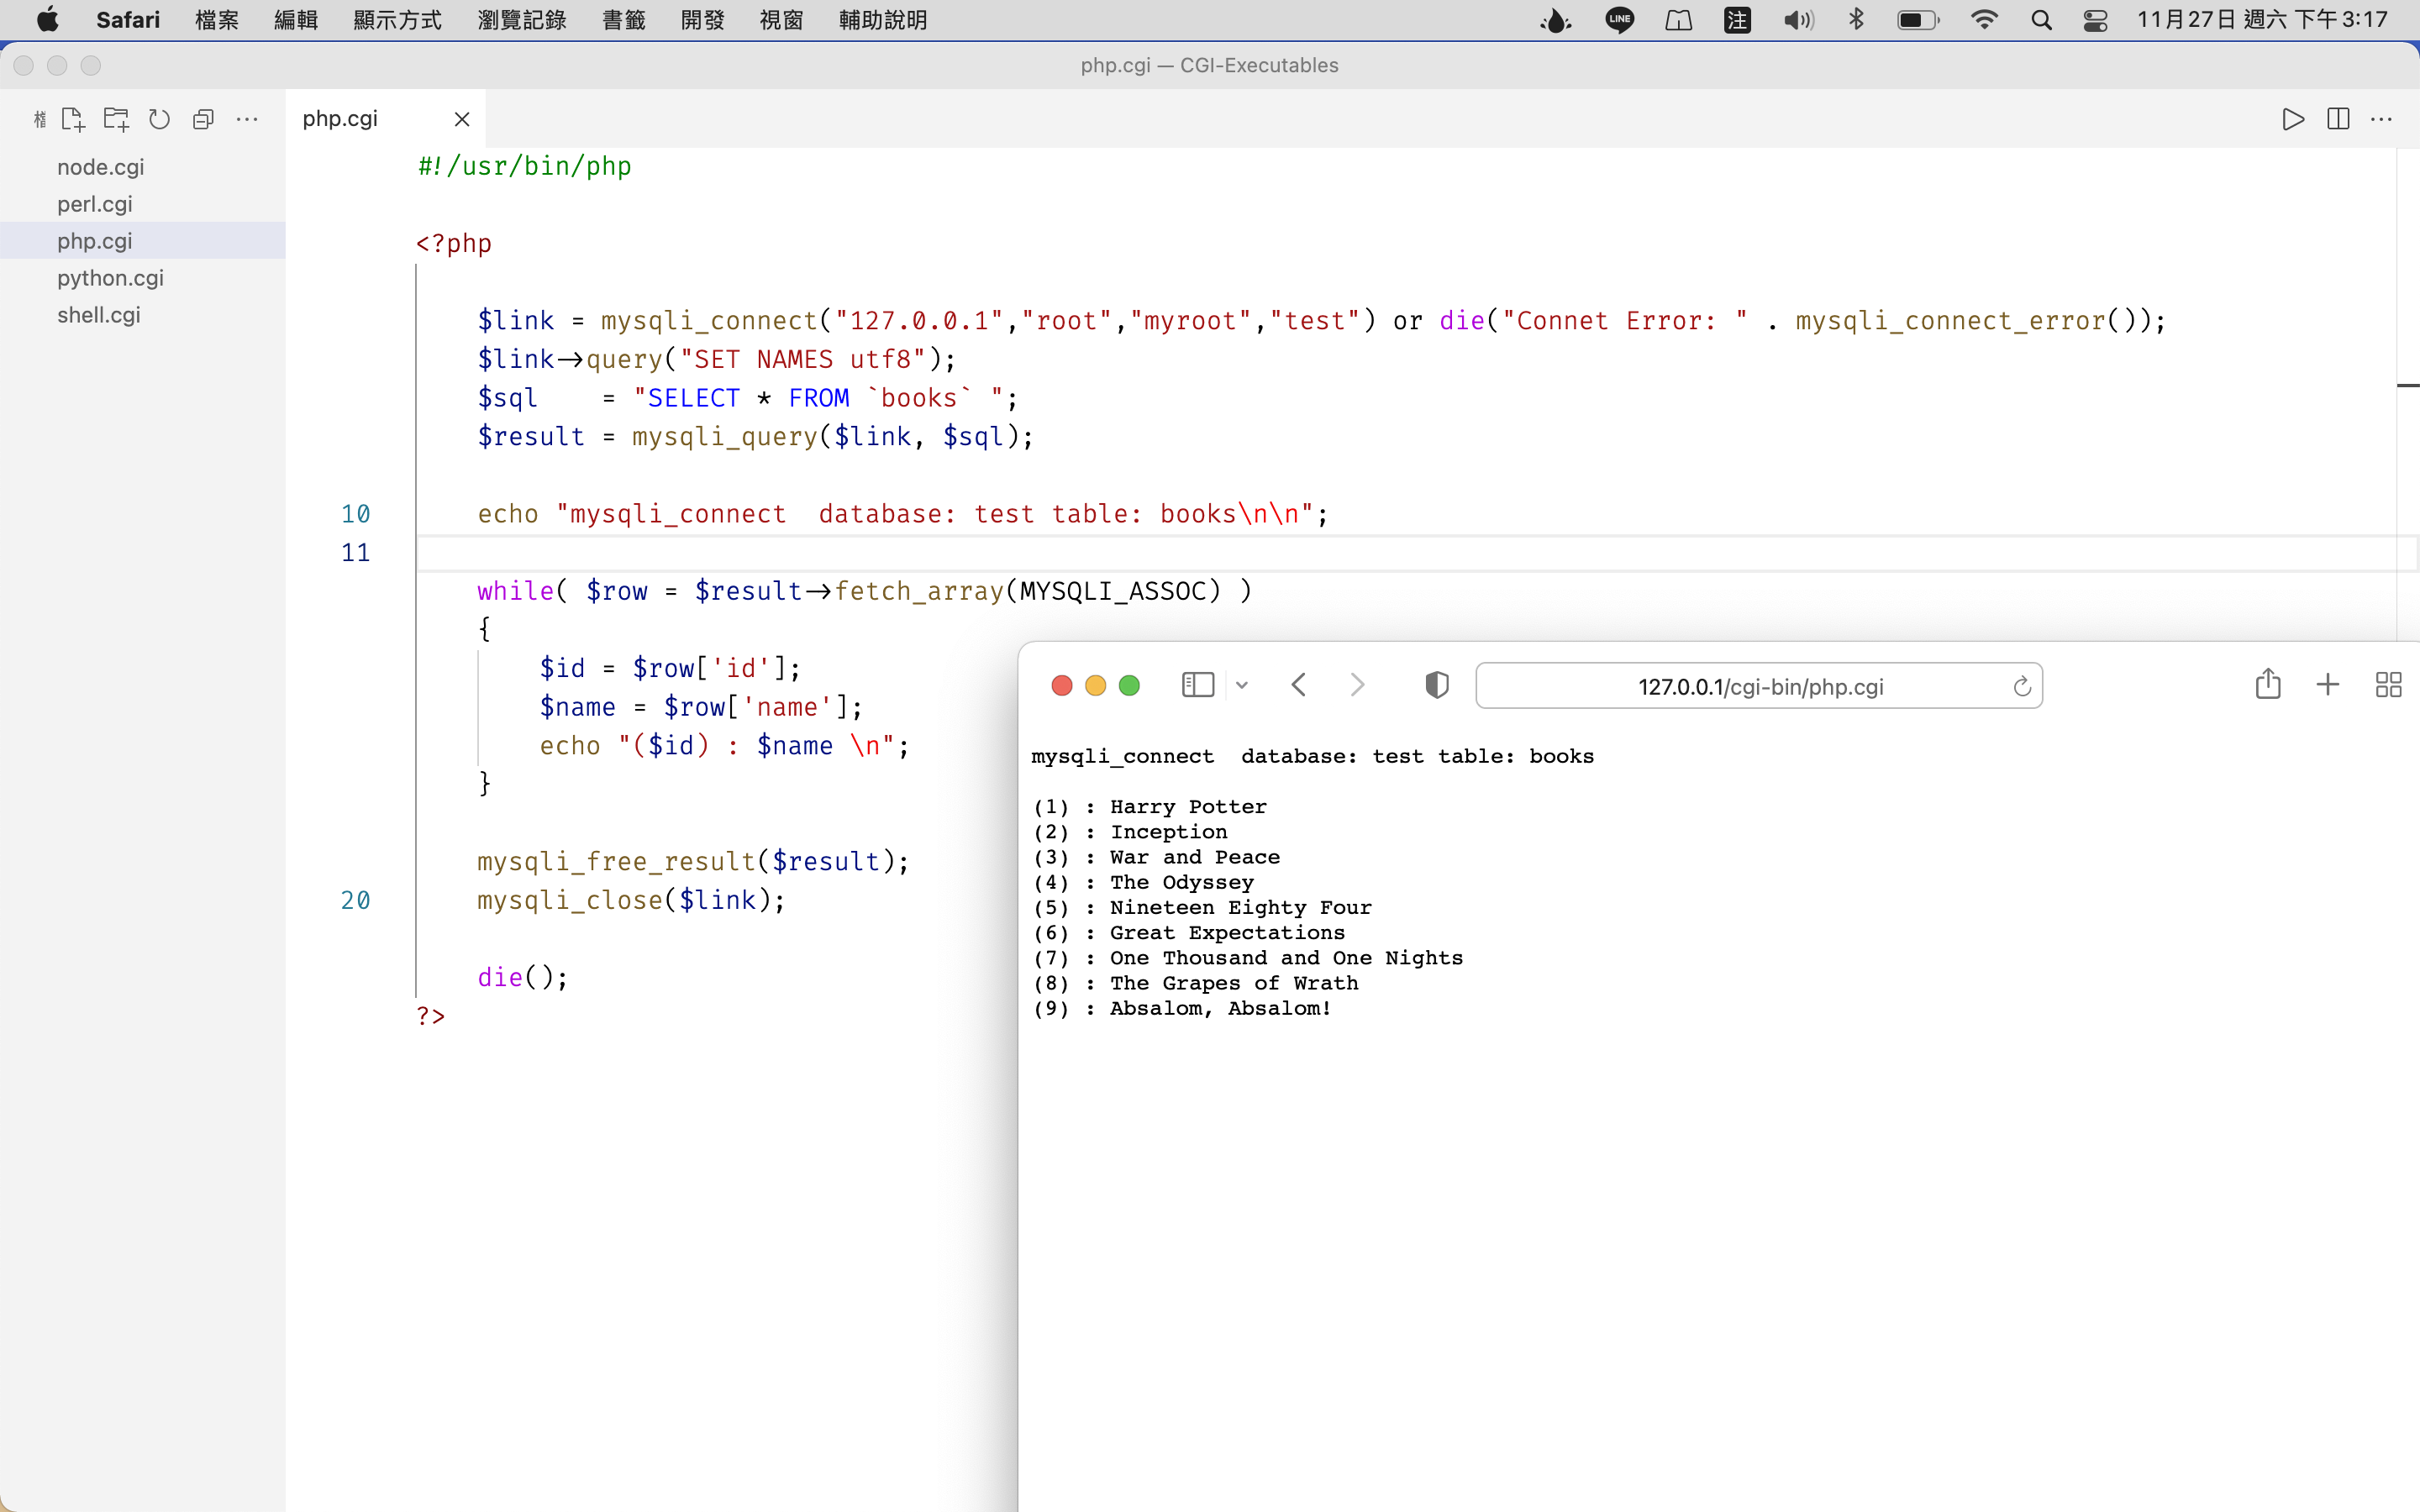 Safari 檔案 編輯 顯示方式 瀏覽記錄 書籤 開發 視窗 輔助說明 LINE 注 11月27日 週六 下午3:17
php.cgi — CGI-Executables
php.cgi
node.cgi
perl.cgi
php.cgi
python.cgi
shell.cgi
#!/usr/bin/php
<?php
$link = mysqli_connect("127.0.0.1","root","myroot","test") or die("Connet Error: " . mysqli_connect_error());
$link->query("SET NAMES utf8");
$sql    = "SELECT * FROM `books` ";
$result = mysqli_query($link, $sql);
10 echo "mysqli_connect  database: test table: books\n\n";
11
while( $row = $result->fetch_array(MYSQLI_ASSOC) )
{
$id = $row['id'];
$name = $row['name'];
echo "($id) : $name \n";
}
mysqli_free_result($result);
20 mysqli_close($link);
die();
?>
127.0.0.1/cgi-bin/php.cgi
mysqli_connect  database: test table: books
(1) : Harry Potter
(2) : Inception
(3) : War and Peace
(4) : The Odyssey
(5) : Nineteen Eighty Four
(6) : Great Expectations
(7) : One Thousand and One Nights
(8) : The Grapes of Wrath
(9) : Absalom, Absalom!